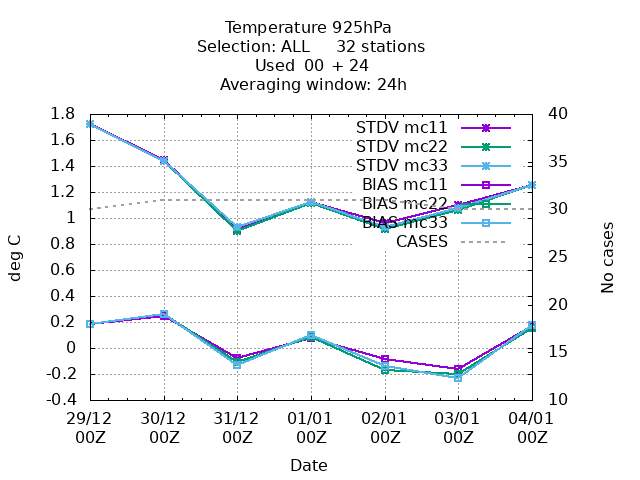 Temperature 925hPa
Selection: ALL 32 stations
Used 00 + 24
Averaging window: 24h
STDV mc11
STDV mc22
STDV mc33
BIAS mc11
BIAS mc22
BIAS mc33
CASES
deg C
1.8
1.6
1.4
1.2
1
0.8
0.6
0.4
0.2
0
-0.2
-0.4
40
35
30
25
20
15
10
No cases
29/12 30/12 31/12 01/01 02/01 03/01 04/01
00Z 00Z 00Z 00Z 00Z 00Z 00Z
Date